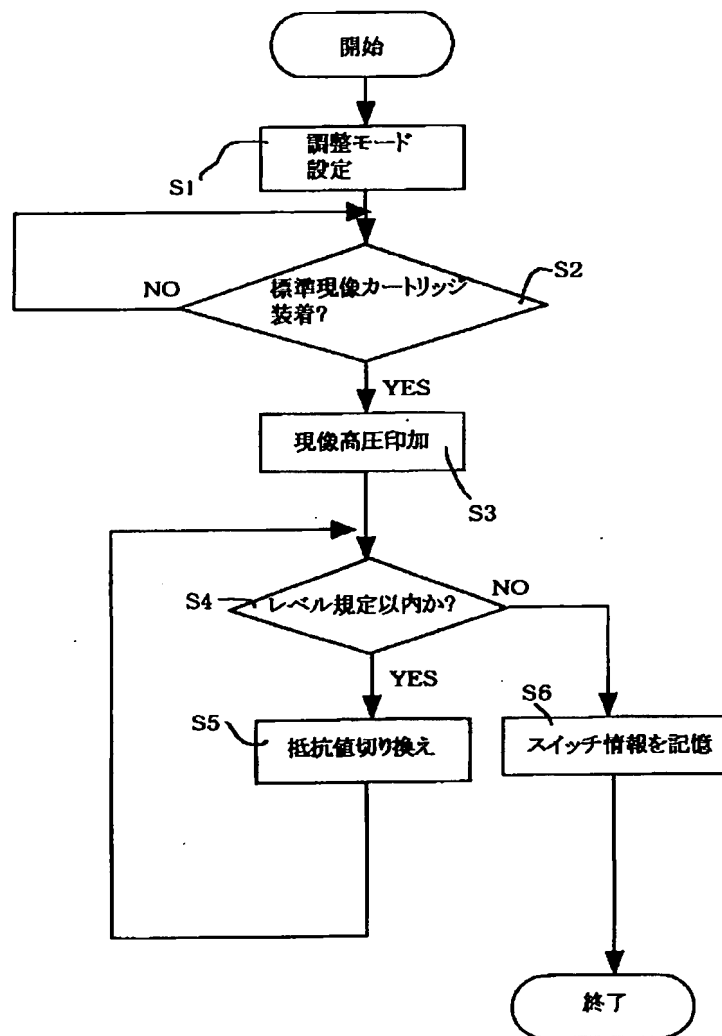 開始
調整モード
設定
S1
S2
NO
標準現像カートリッジ
装着?
YES
現像高圧印加
S3
S4
レベル規定以内か?
NO
YES
S5
抵抗値切り換え
S6
スイッチ情報を記憶
終了